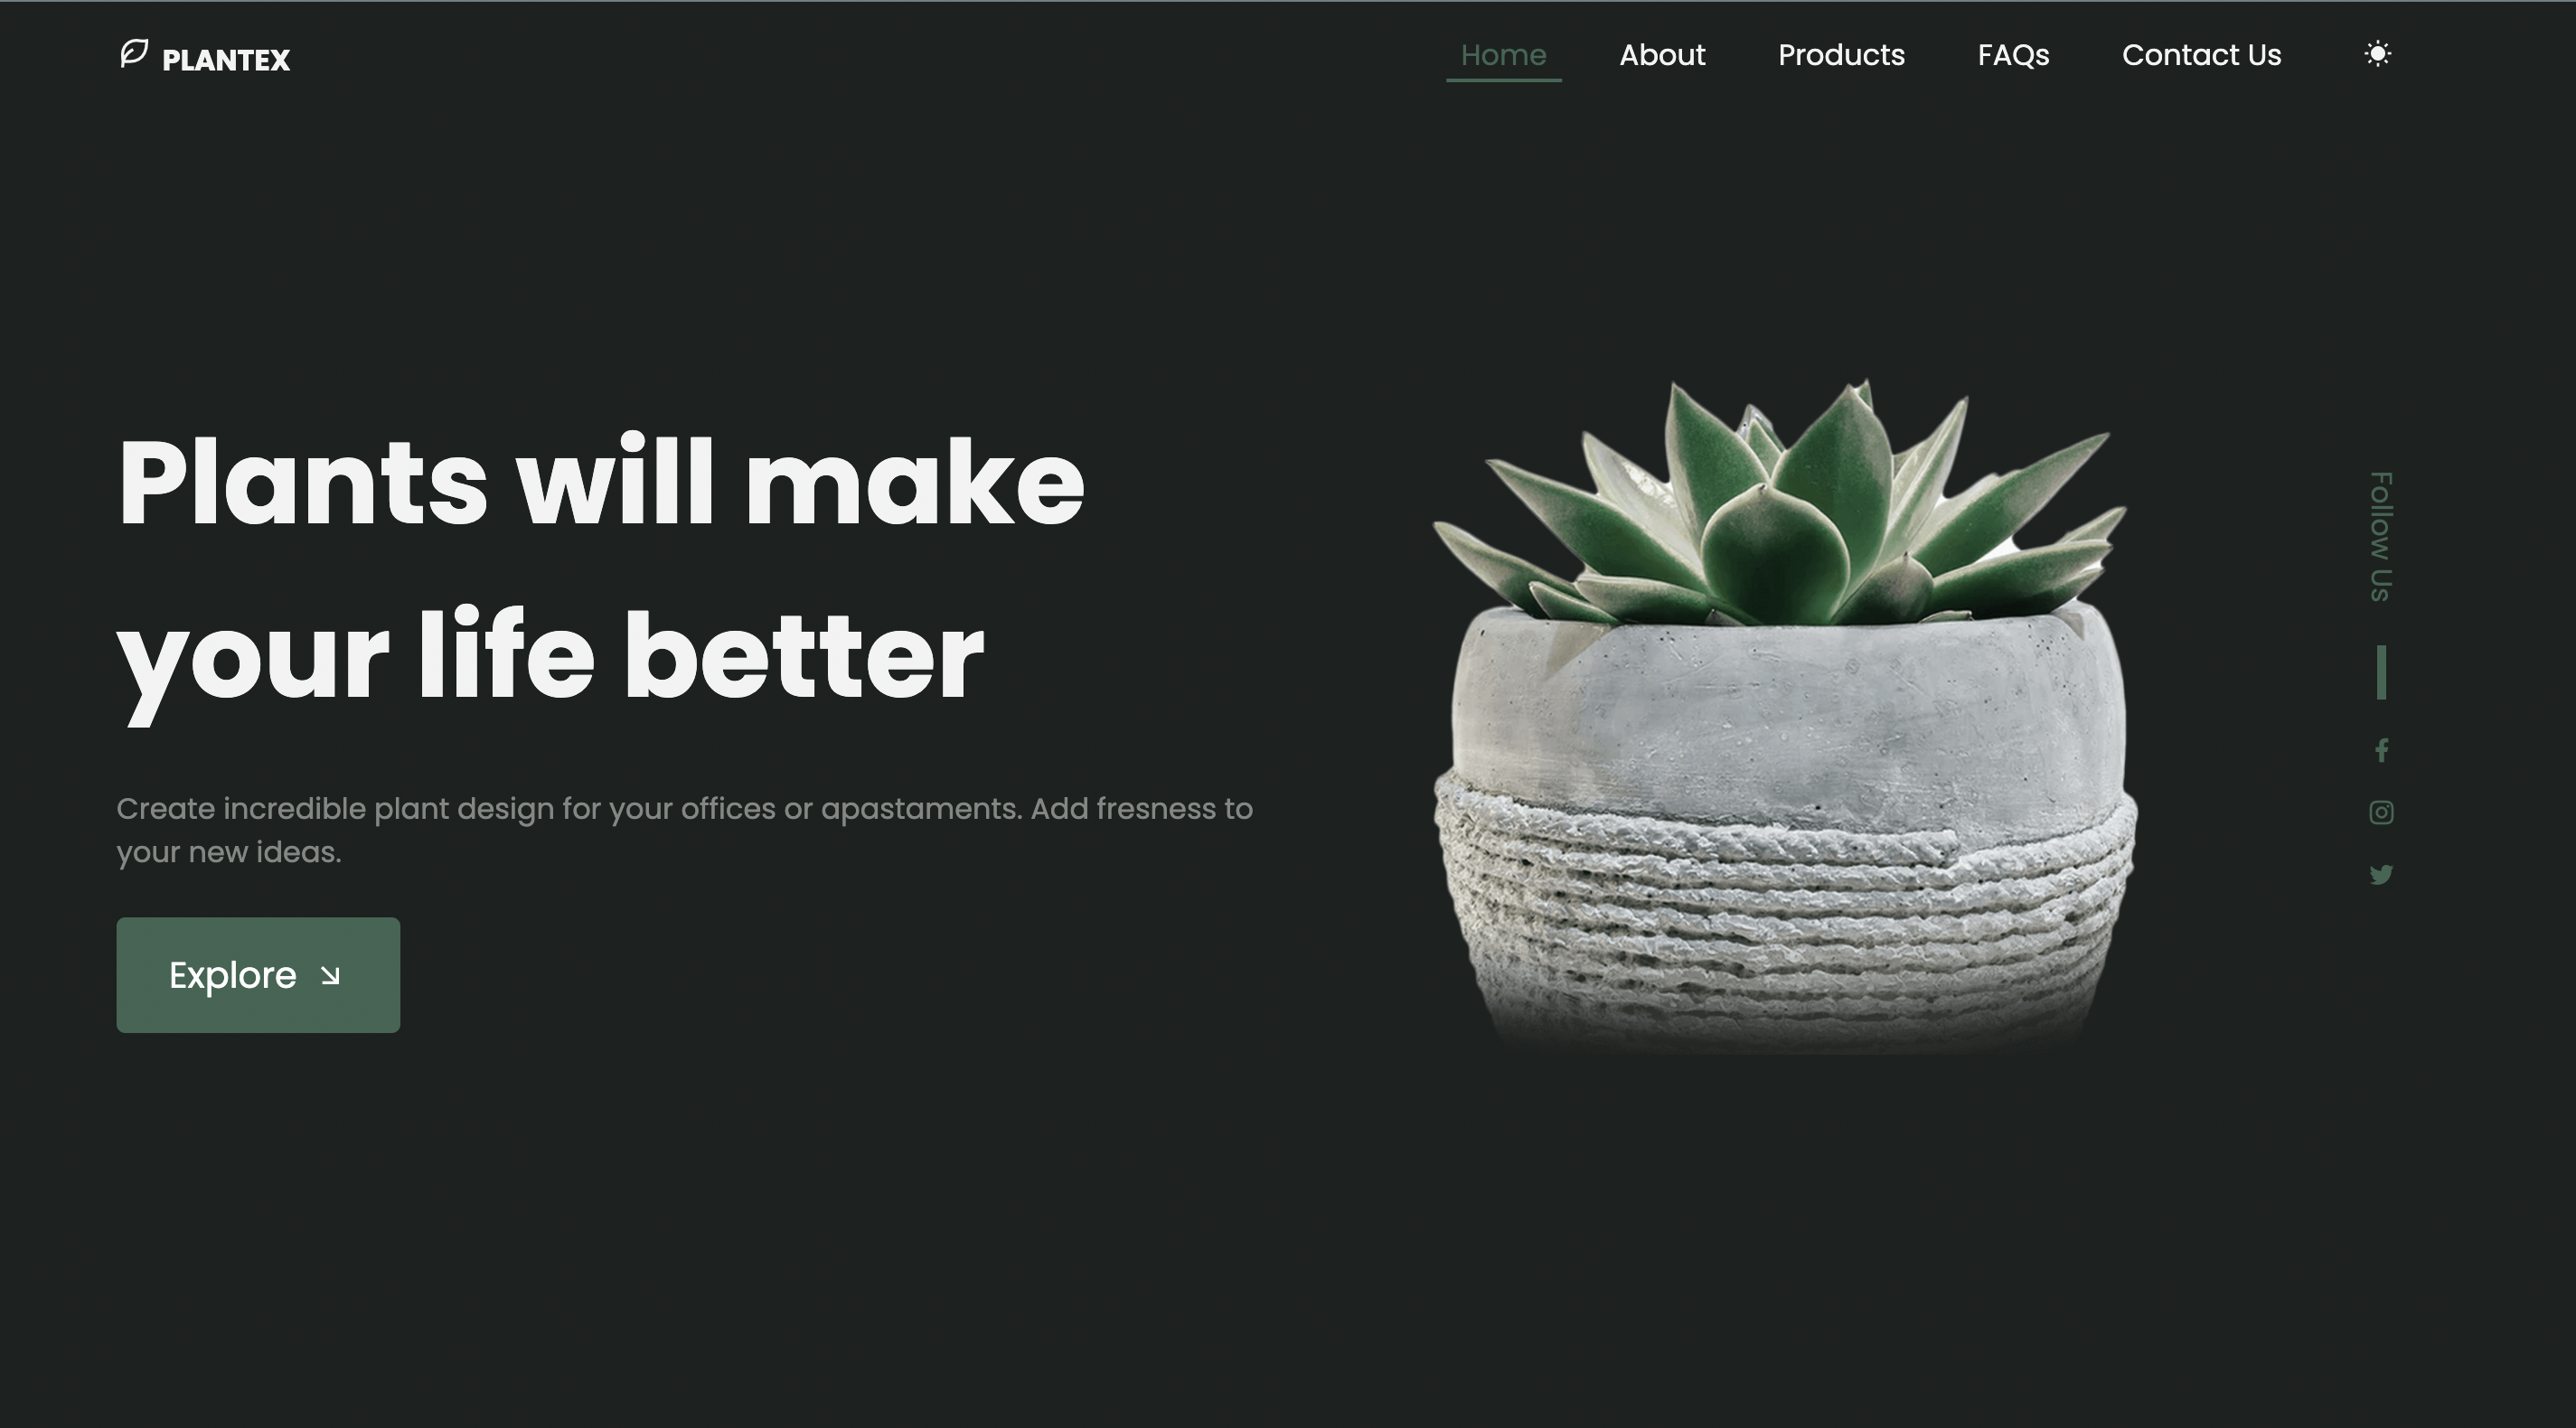 PLANTEX
Home
About
Products
FAQs
Contact Us
Plants will make
your life better
Create incredible plant design for your offices or apastaments. Add fresness to
your new ideas.
Explore
Follow Us